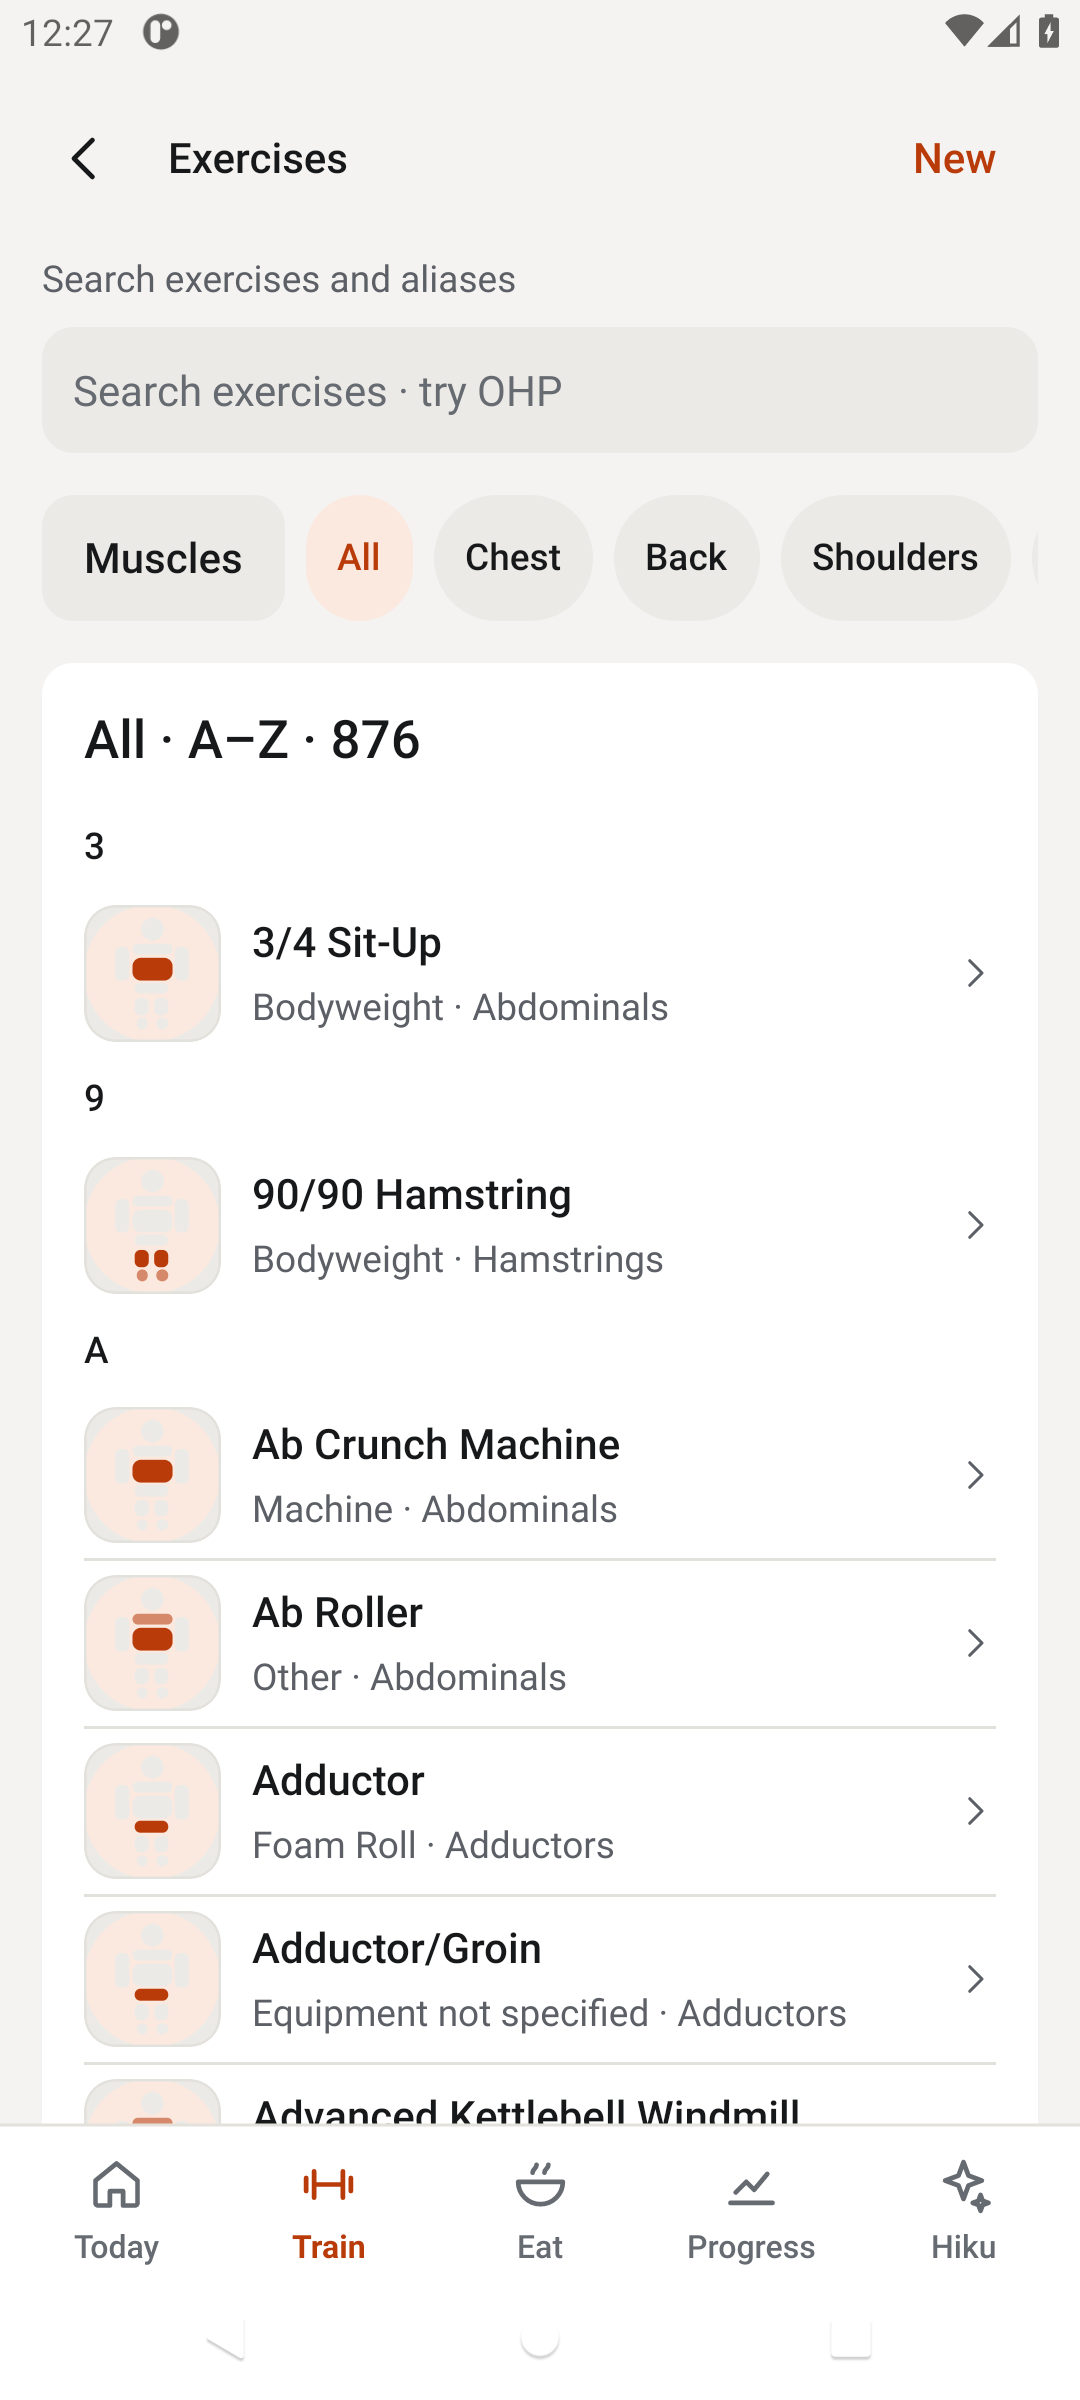 12:27
Exercises
New
Search exercises and aliases
Search exercises · try OHP
Muscles
All
Chest
Back
Shoulders
All · A–Z · 876
3
3/4 Sit-Up
Bodyweight · Abdominals
9
90/90 Hamstring
Bodyweight · Hamstrings
A
Ab Crunch Machine
Machine · Abdominals
Ab Roller
Other · Abdominals
Adductor
Foam Roll · Adductors
Adductor/Groin
Equipment not specified · Adductors
Advanced Kettlebell Windmill
Today
Train
Eat
Progress
Hiku